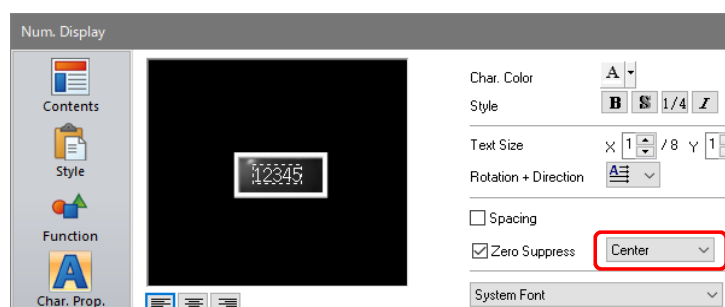 Num. Display
Contents
Style
Function
Char. Prop.
12345
Char. Color A
Style B S 1/4 I
Text Size X 1 / 8 Y 1
Rotation + Direction A
Spacing
Zero Suppress Center
System Font